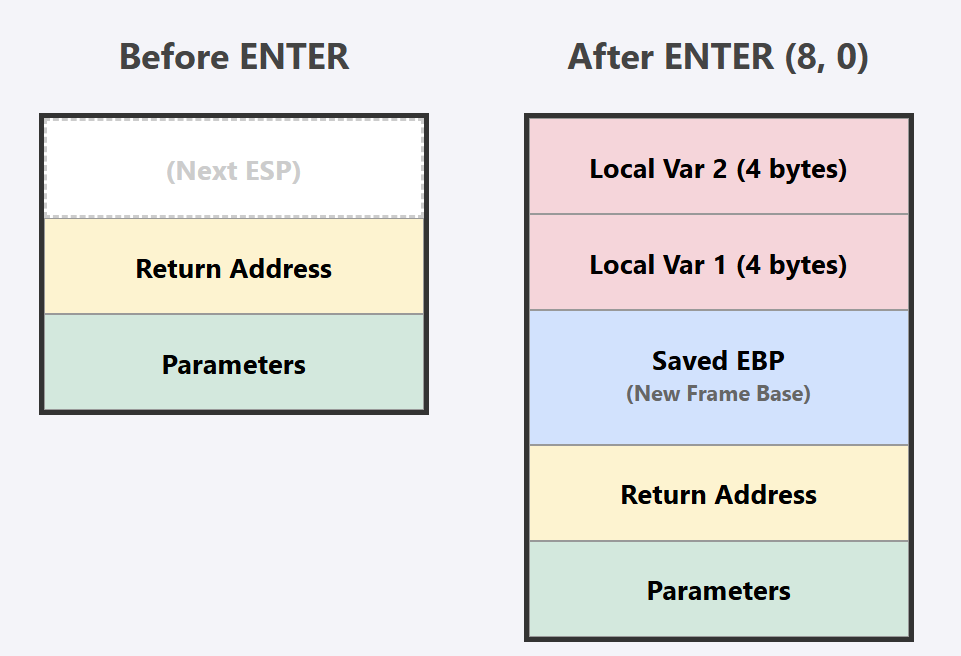 Before ENTER
(Next ESP)
Return Address
Parameters
After ENTER (8, 0)
Local Var 2 (4 bytes)
Local Var 1 (4 bytes)
Saved EBP
(New Frame Base)
Return Address
Parameters